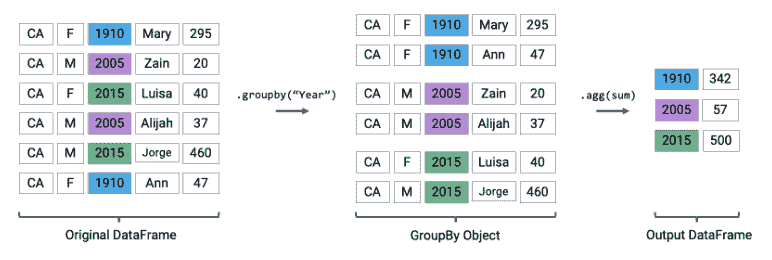 CA F 1910 Mary 295
CA M 2005 Zain 20
CA F 2015 Luisa 40
CA M 2005 Alijah 37
CA M 2015 Jorge 460
CA F 1910 Ann 47
Original DataFrame
.groupby(“Year”)
CA F 1910 Mary 295
CA F 1910 Ann 47
CA M 2005 Zain 20
CA M 2005 Alijah 37
CA F 2015 Luisa 40
CA M 2015 Jorge 460
GroupBy Object
.agg(sum)
1910 342
2005 57
2015 500
Output DataFrame